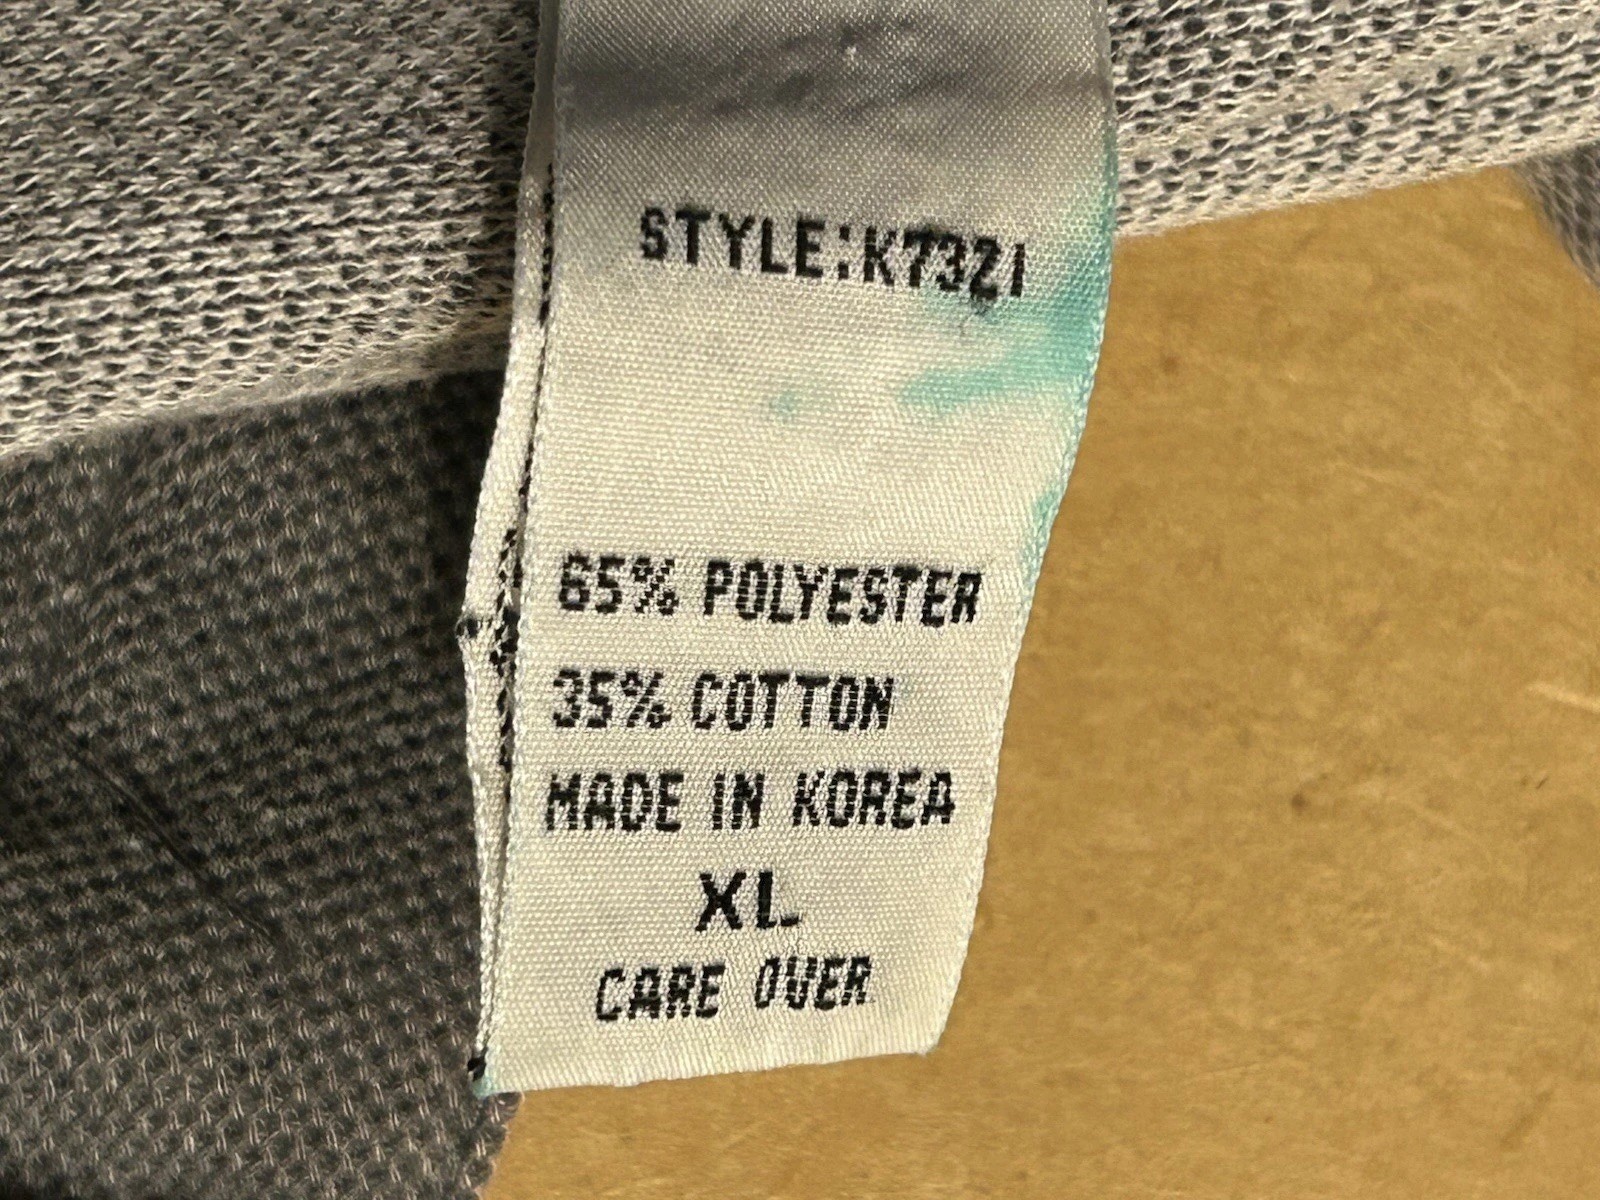 STYLE:K7321
65% POLYESTER
35% COTTON
MADE IN KOREA
XL
CARE OVER